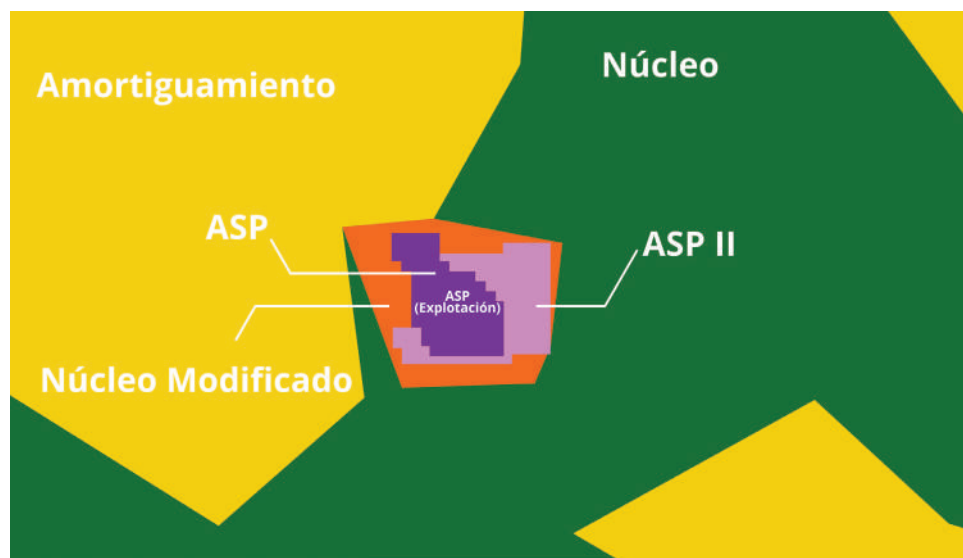 Amortiguamiento
Núcleo
ASP
ASP II
ASP
(Explotación)
Núcleo Modificado